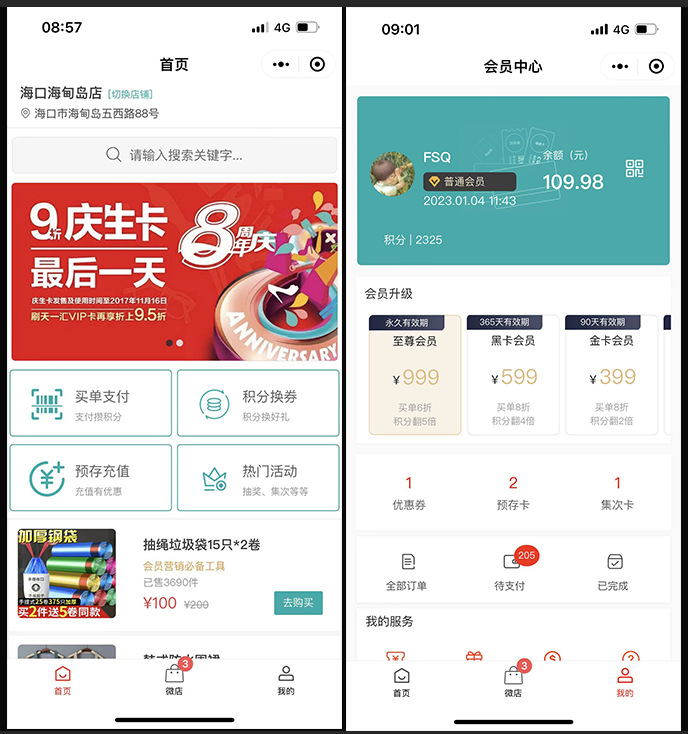 08:57
4G
首页
海口海甸岛店 [切换店铺]
海口市海甸岛五西路88号
请输入搜索关键字...
9折庆生卡
8周年庆
最后一天
庆生卡发售及使用时间至2017年11月16日
刷天一汇VIP卡再享折上9.5折
ANNIVERSARY
买单支付
支付攒积分
积分换券
积分换好礼
预存充值
充值有优惠
热门活动
抽奖、集次等等
加厚钢袋
手提式25卷375只加厚
买2件送5卷同款
抽绳垃圾袋15只*2卷
会员营销必备工具
已售3690件
¥100 ¥200
去购买
首页
微店
3
我的
09:01
4G
会员中心
FSQ
普通会员
2023.01.04 11:43
余额（元）
109.98
积分 | 2325
会员升级
永久有效期
至尊会员
¥999
买单6折
积分翻5倍
365天有效期
黑卡会员
¥599
买单8折
积分翻4倍
90天有效期
金卡会员
¥399
买单8折
积分翻2倍
1
优惠券
2
预存卡
1
集次卡
全部订单
205
待支付
已完成
我的服务
首页
微店
3
我的